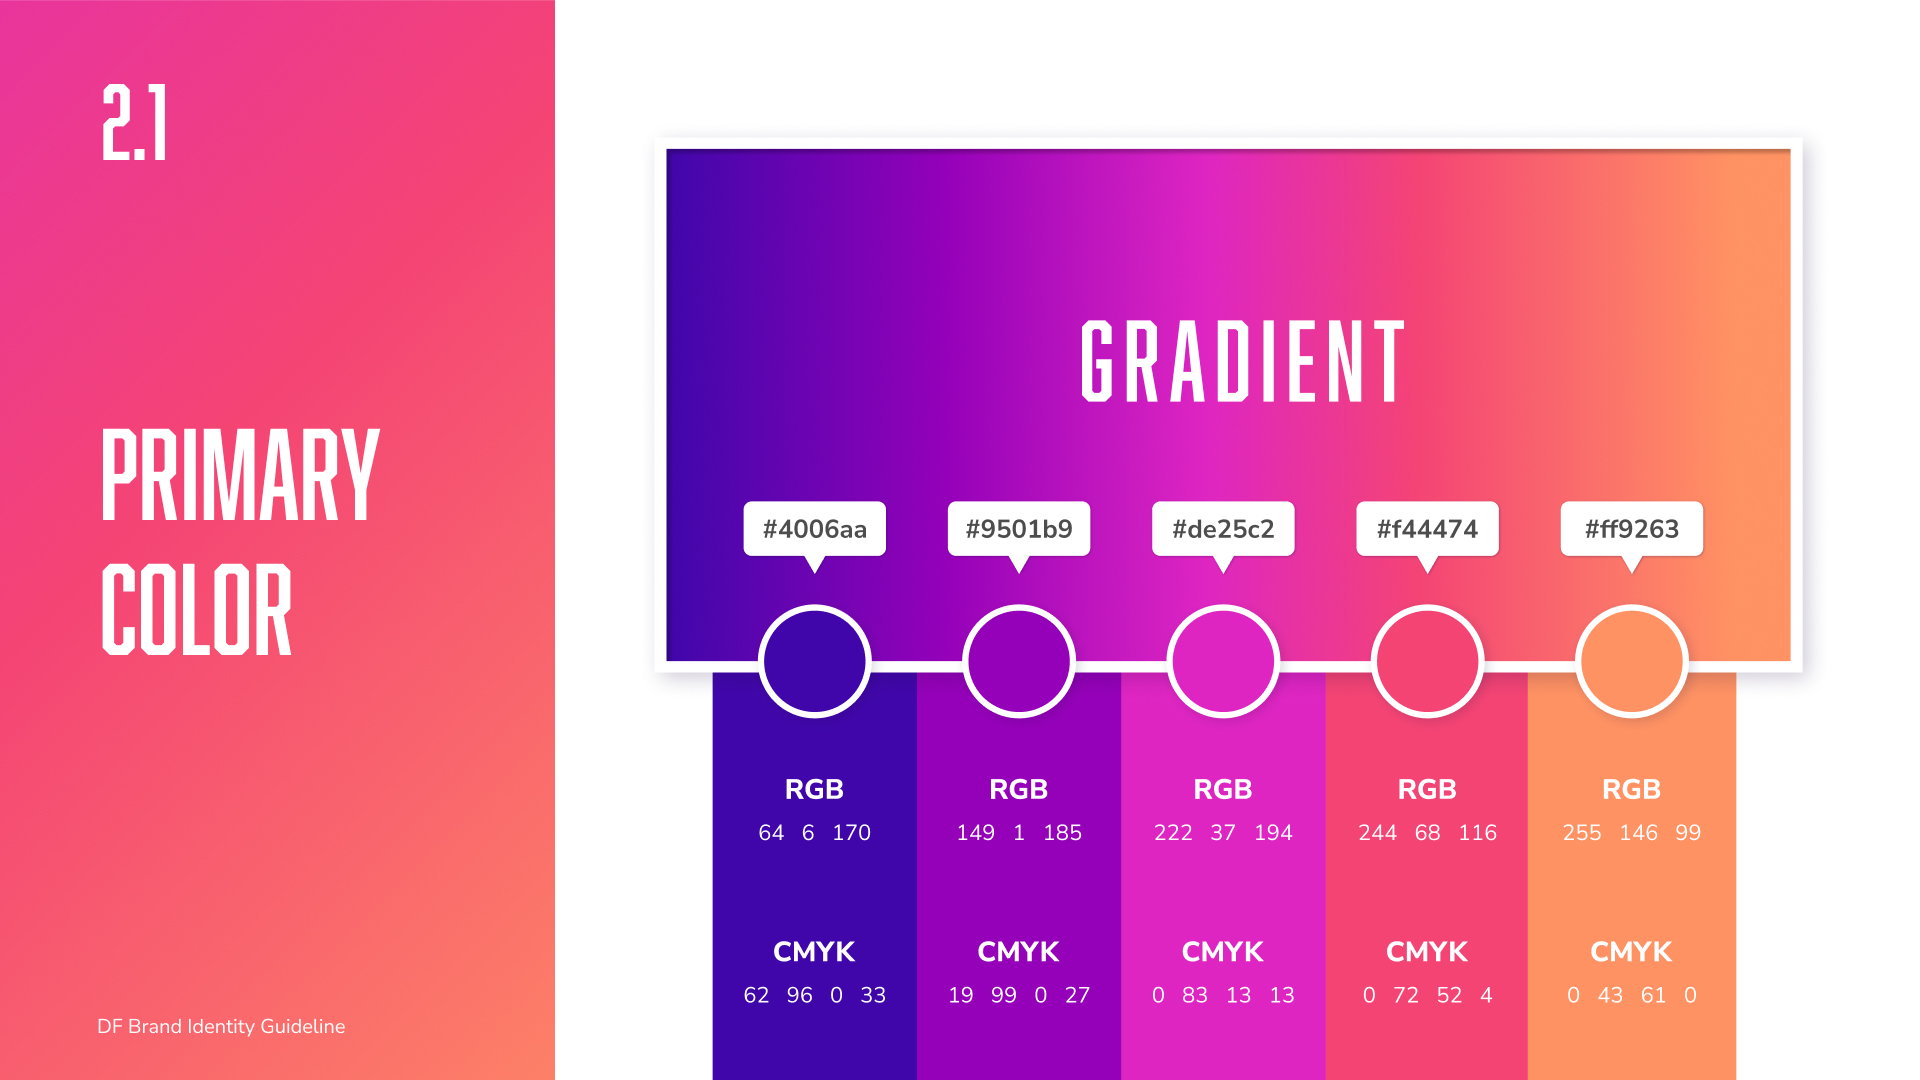 2.1
PRIMARY
COLOR
DF Brand Identity Guideline
GRADIENT
#4006aa
#9501b9
#de25c2
#f44474
#ff9263
RGB
64 6 170
CMYK
62 96 0 33
RGB
149 1 185
CMYK
19 99 0 27
RGB
222 37 194
CMYK
0 83 13 13
RGB
244 68 116
CMYK
0 72 52 4
RGB
255 146 99
CMYK
0 43 61 0